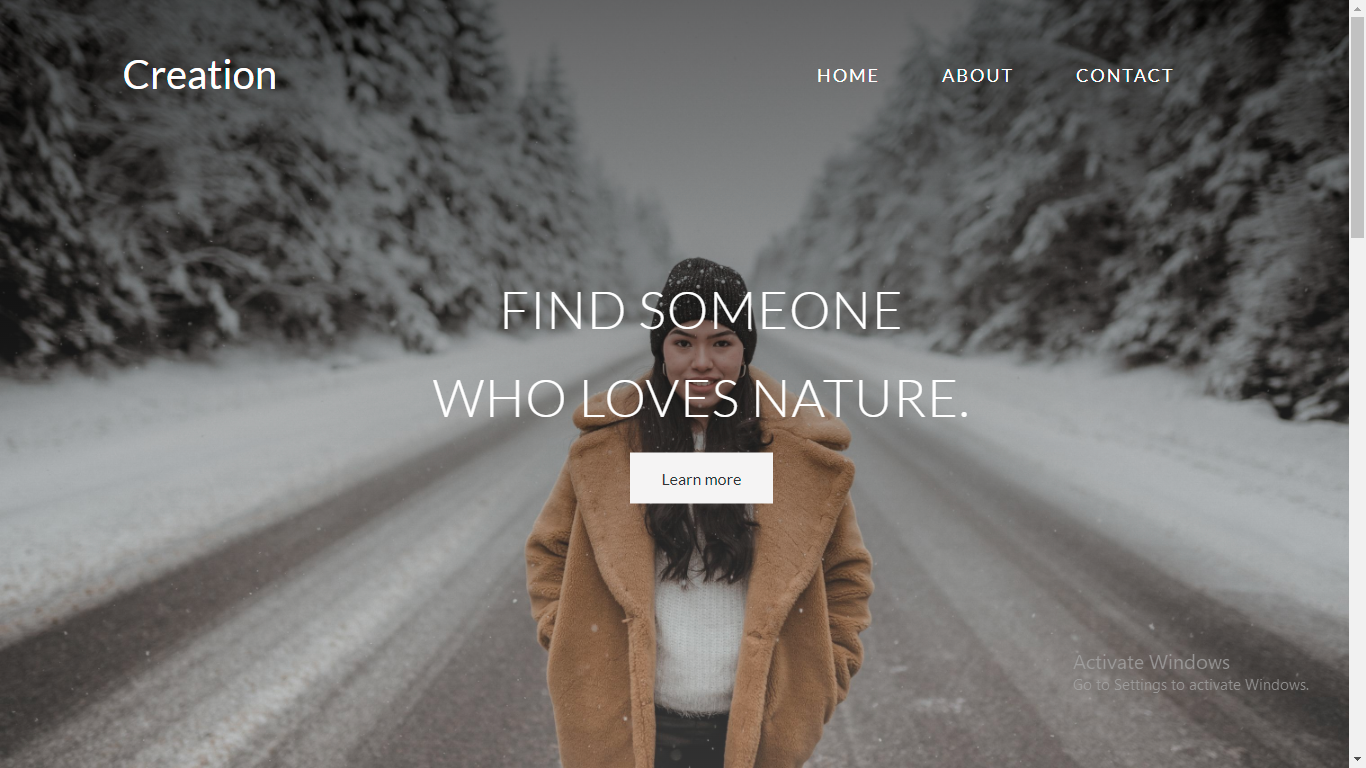 Creation
HOME ABOUT CONTACT
FIND SOMEONE
WHO LOVES NATURE.
Learn more
Activate Windows
Go to Settings to activate Windows.